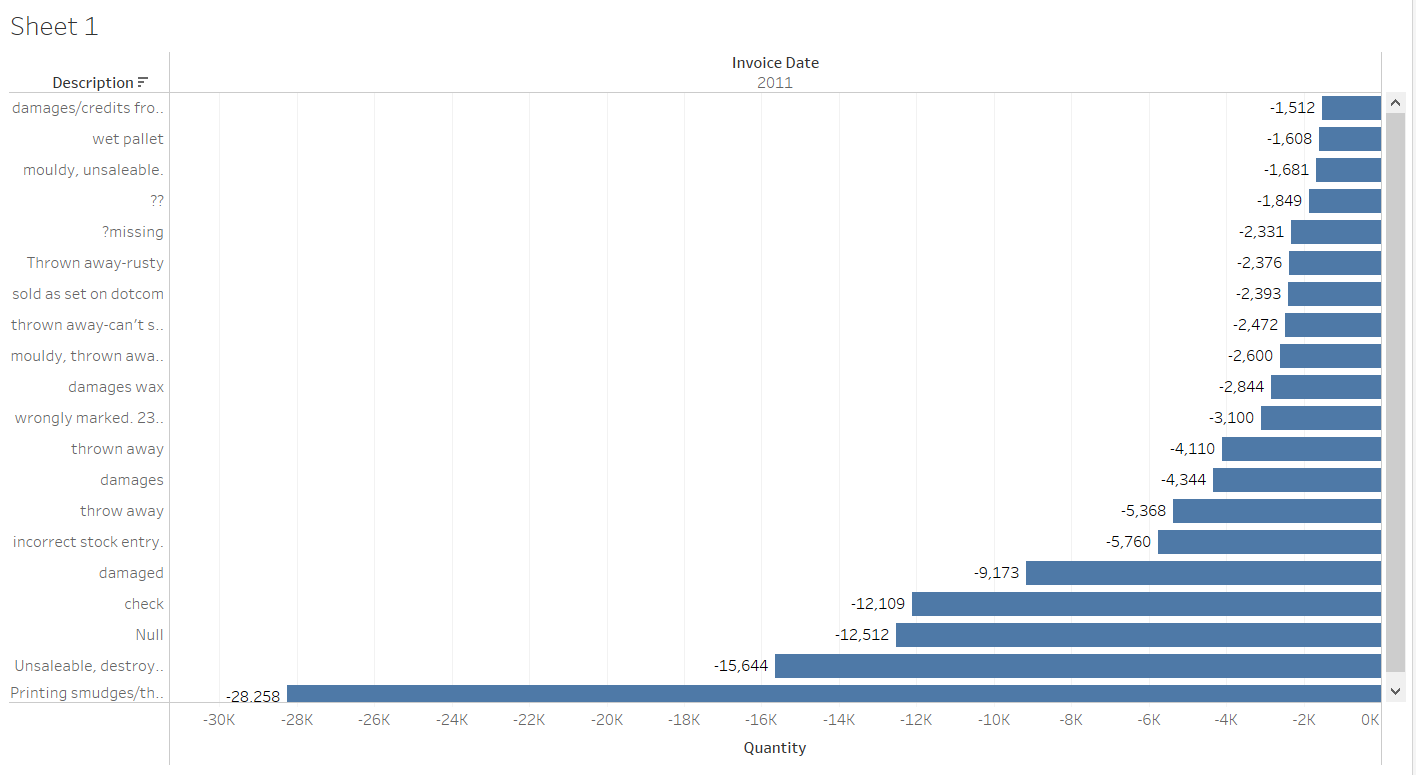 Sheet 1
Invoice Date
Description 2011
damages/credits fro.. -1,512
wet pallet -1,608
mouldy, unsaleable. -1,681
?? -1,849
?missing -2,331
Thrown away-rusty -2,376
sold as set on dotcom -2,393
thrown away-can't s.. -2,472
mouldy, thrown awa.. -2,600
damages wax -2,844
wrongly marked. 23.. -3,100
thrown away -4,110
damages -4,344
throw away -5,368
incorrect stock entry. -5,760
damaged -9,173
check -12,109
Null -12,512
Unsaleable, destroy.. -15,644
Printing smudges/th.. -28,258
-30K -28K -26K -24K -22K -20K -18K -16K -14K -12K -10K -8K -6K -4K -2K 0K
Quantity